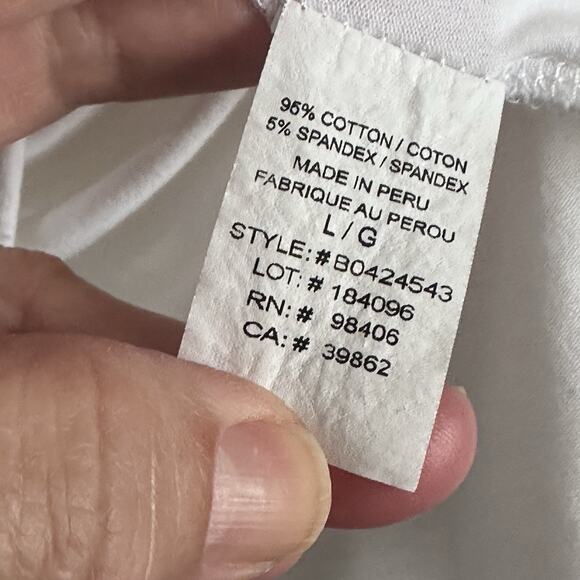 95% COTTON / COTON
5% SPANDEX / SPANDEX
MADE IN PERU
FABRIQUE AU PEROU
L / G
STYLE: # B0424543
LOT: # 184096
RN: # 98406
CA: # 39862